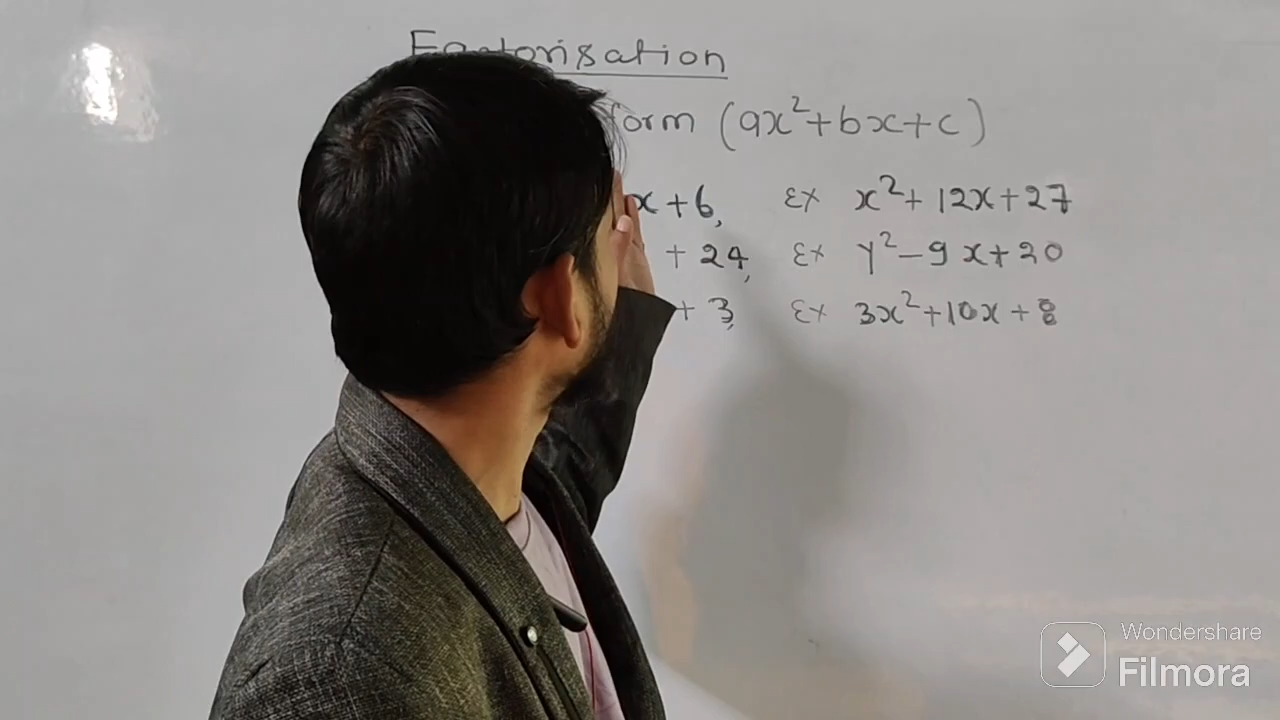 Factorisation
form (ax²+bx+c)
x + 6, Ex x² + 12x + 27
+ 24, Ex y² - 9x + 20
+ 3, Ex 3x² + 10x + 8
Wondershare
Filmora